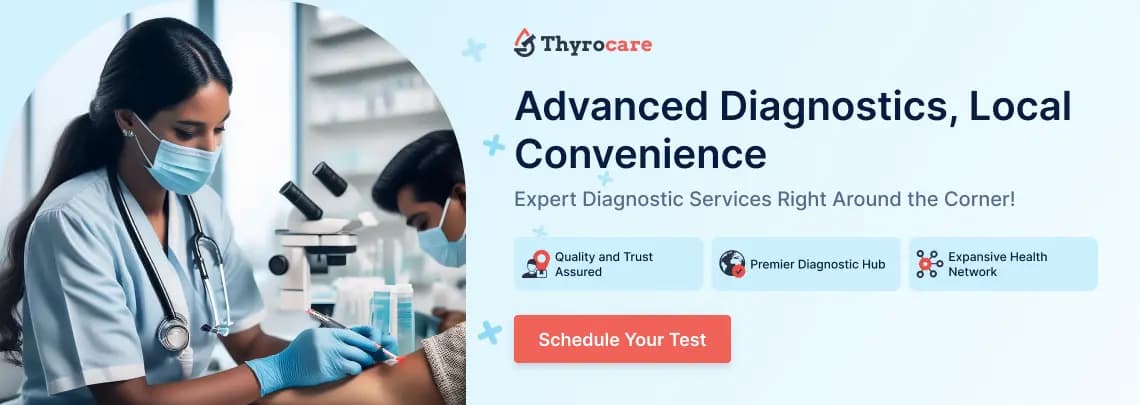 Thyrocare
Advanced Diagnostics, Local
Convenience
Expert Diagnostic Services Right Around the Corner!
Quality and Trust
Assured
Premier Diagnostic Hub
Expansive Health
Network
Schedule Your Test